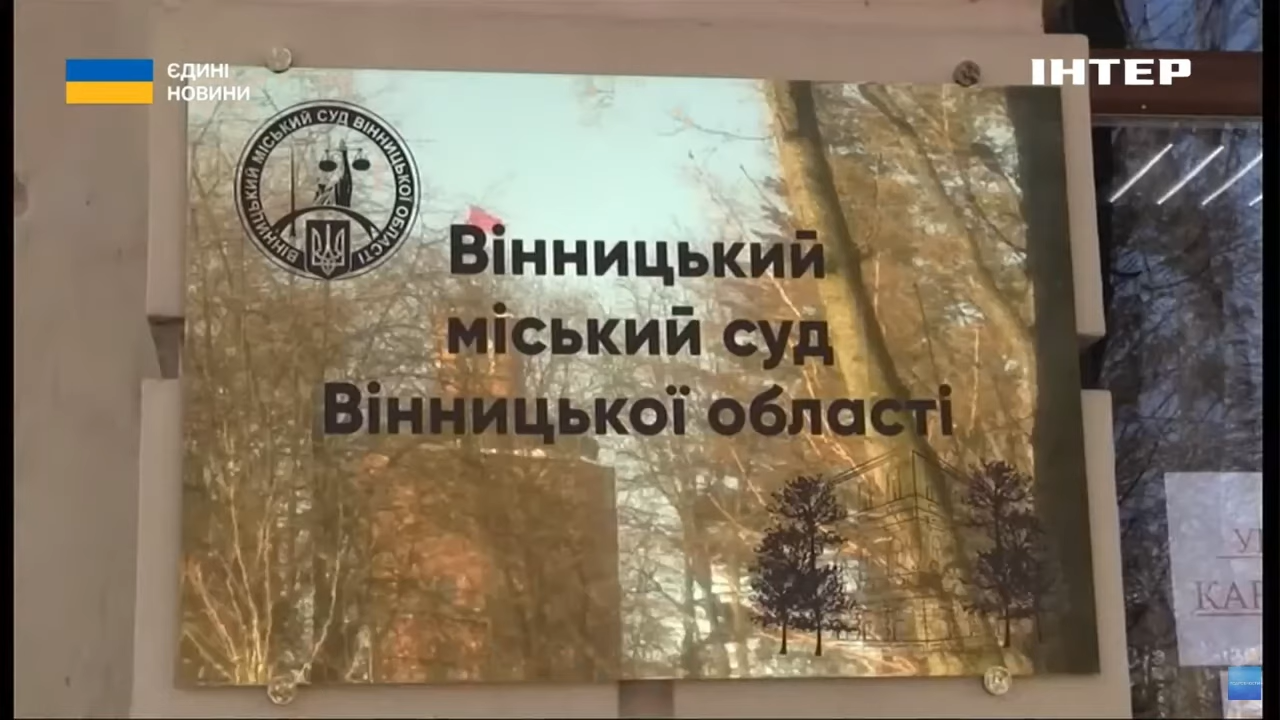 ЄДИНІ
НОВИНИ
ІНТЕР
ВІННИЦЬКИЙ МІСЬКИЙ СУД ВІННИЦЬКОЇ ОБЛАСТІ
Вінницький
міський суд
Вінницької області